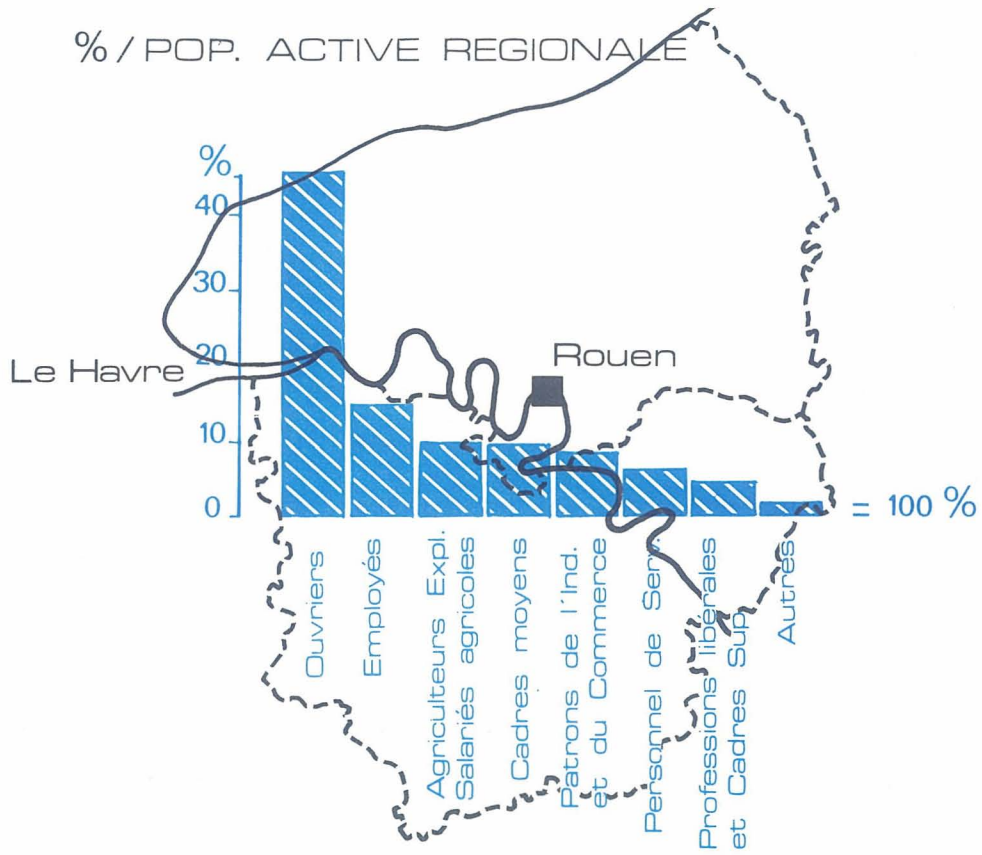 % / POP. ACTIVE REGIONALE
%
40
30
20
10
0
Le Havre
Rouen
= 100 %
Ouvriers
Employés
Agriculteurs Expl.
Salariés agricoles
Cadres moyens
Patrons de l'Ind.
et du Commerce
Personnel de Serv.
Professions libérales
et Cadres Sup
Autres